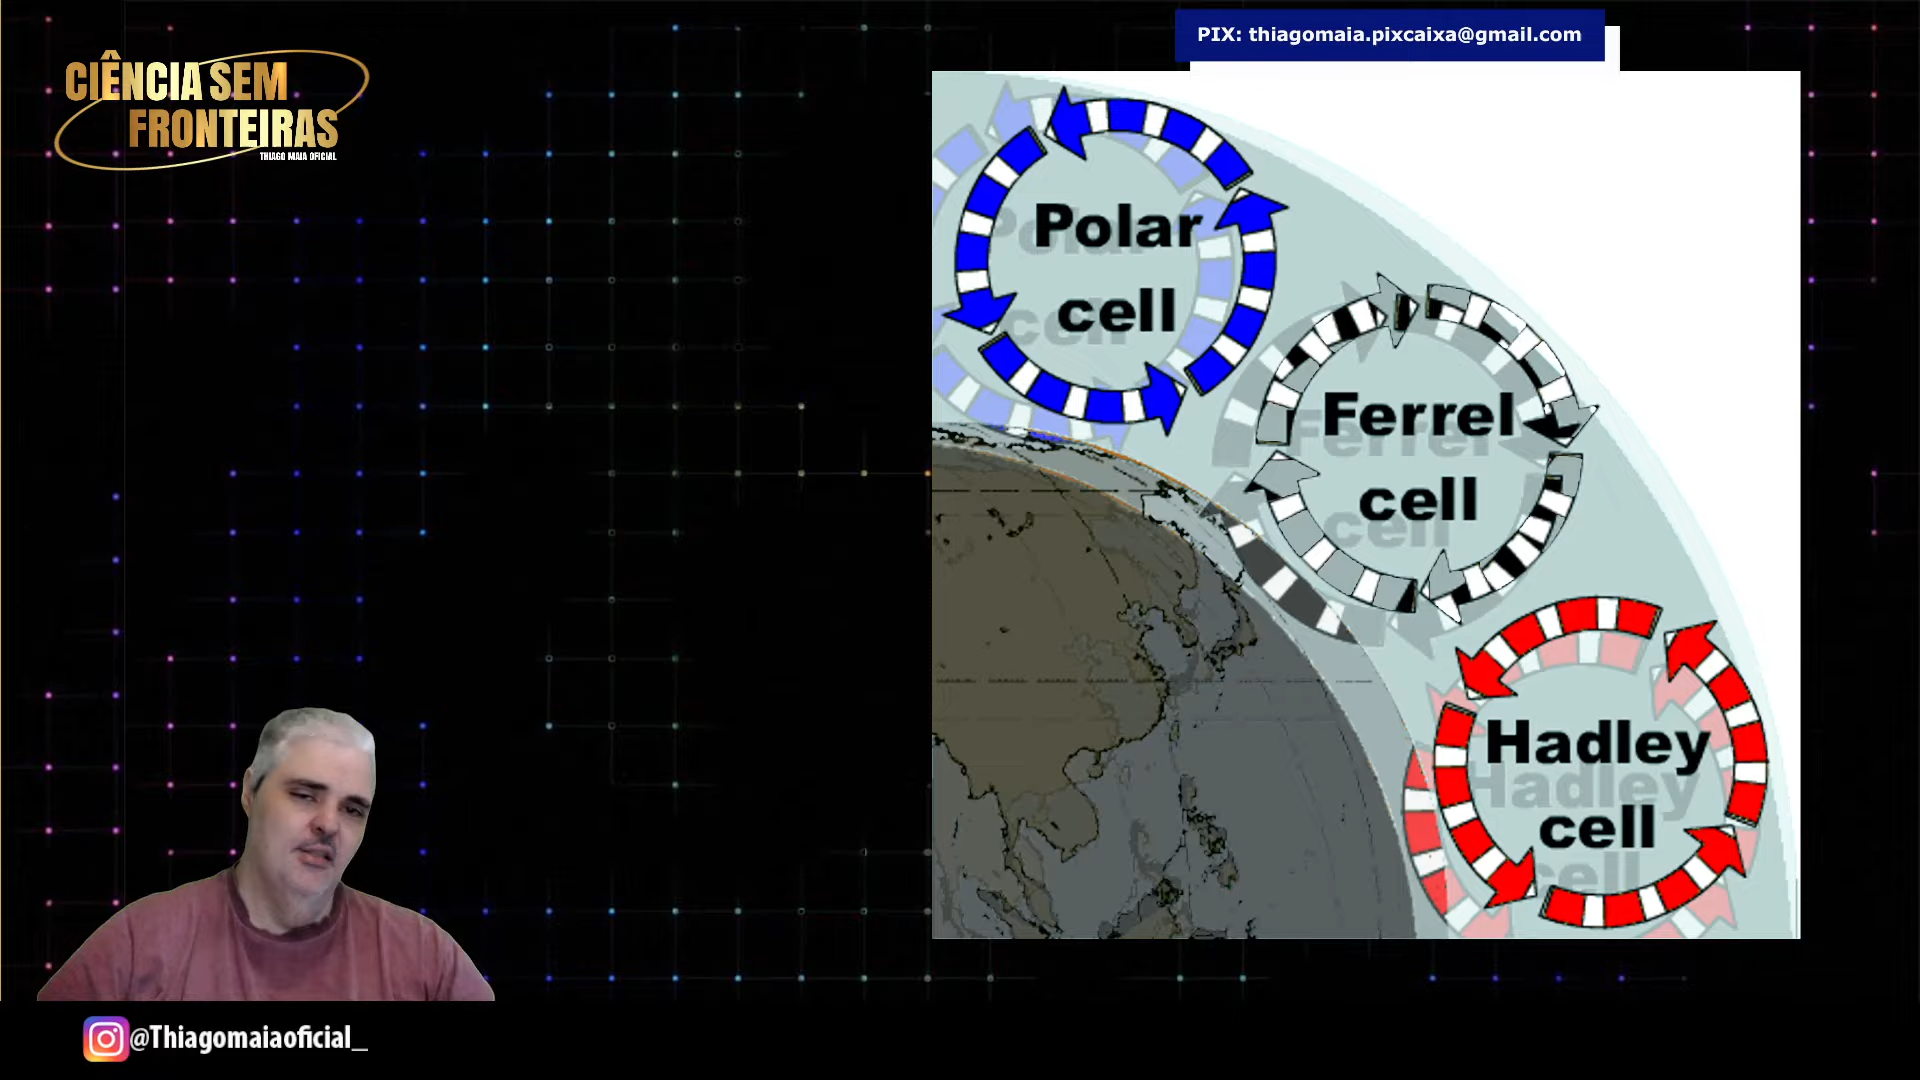 PIX: thiagomaia.pixcaixa@gmail.com
CIÊNCIA SEM
FRONTEIRAS
THIAGO MAIA OFICIAL
Polar
cell
Ferrel
cell
Hadley
cell
@Thiagomaiaoficial_